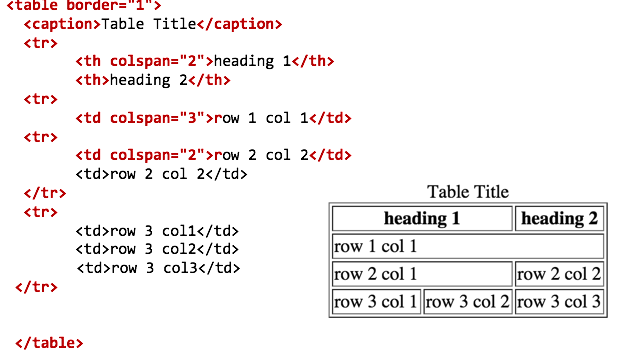 <table border="1">
<caption>Table Title</caption>
<tr>
<th colspan="2">heading 1</th>
<th>heading 2</th>
<tr>
<td colspan="3">row 1 col 1</td>
<tr>
<td colspan="2">row 2 col 2</td>
<td>row 2 col 2</td>
</tr>
<tr>
<td>row 3 col1</td>
<td>row 3 col2</td>
<td>row 3 col3</td>
</tr>
</table>
Table Title
heading 1 heading 2
row 1 col 1
row 2 col 1 row 2 col 2
row 3 col 1 row 3 col 2 row 3 col 3